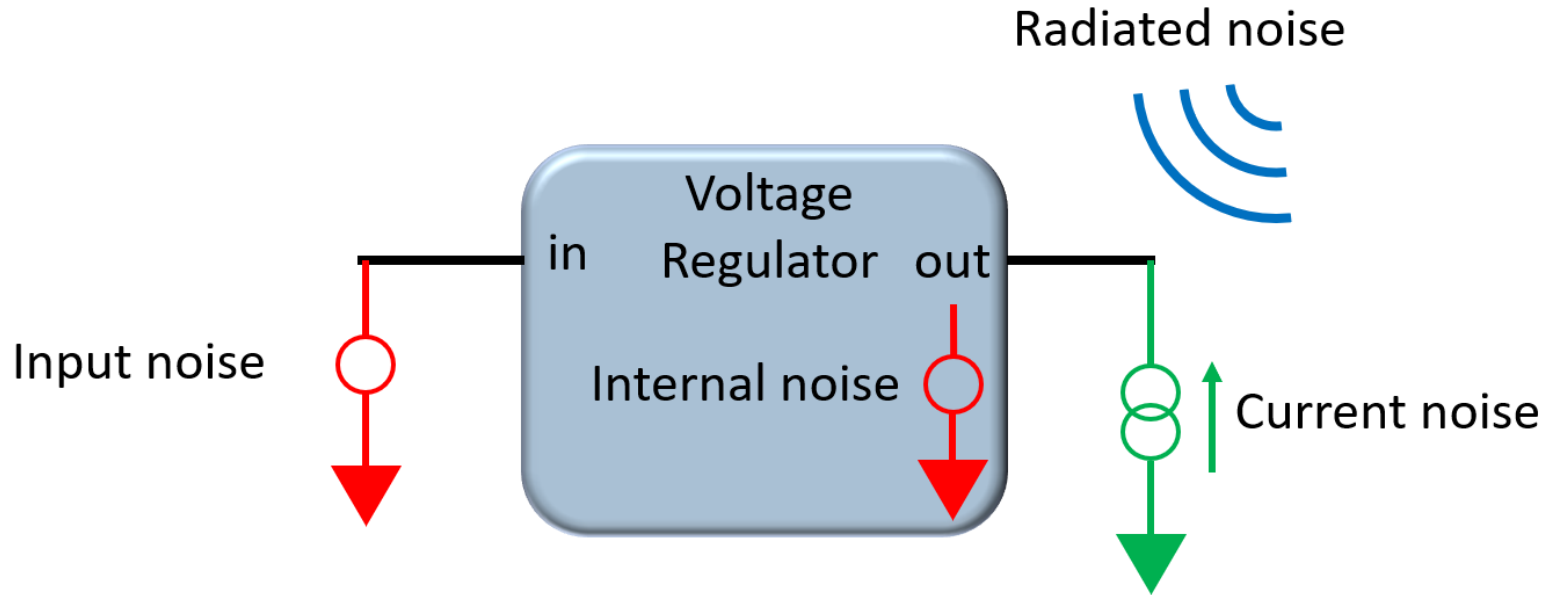 Radiated noise
Voltage
in Regulator out
Input noise
Internal noise
Current noise